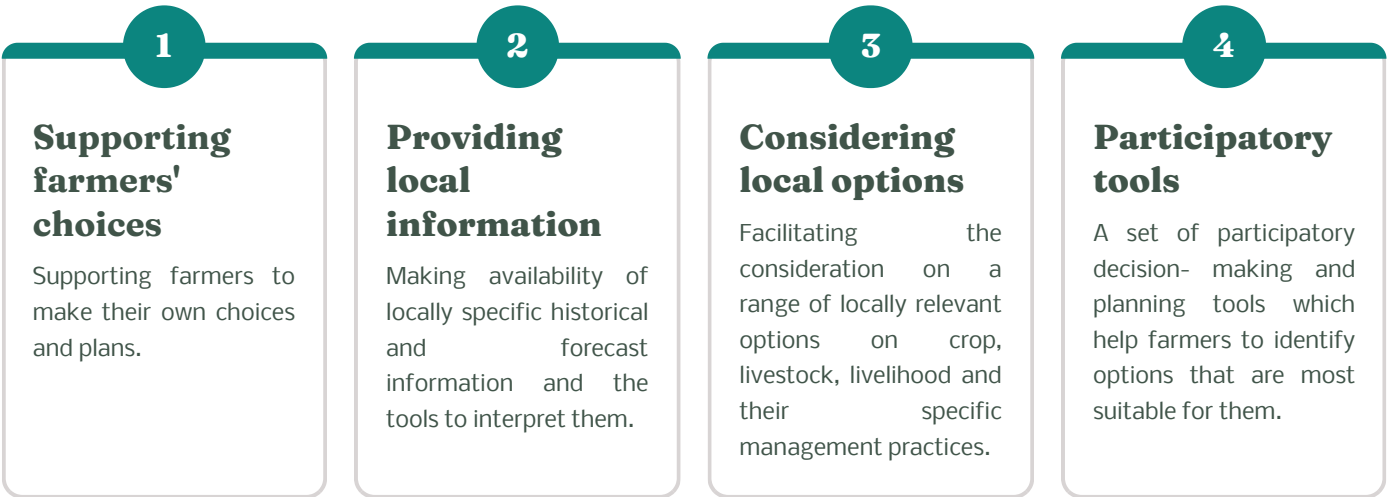 1
Supporting
farmers'
choices
Supporting farmers to
make their own choices
and plans.
2
Providing
local
information
Making availability of
locally specific historical
and forecast
information and the
tools to interpret them.
3
Considering
local options
Facilitating the
consideration on a
range of locally relevant
options on crop,
livestock, livelihood and
their specific
management practices.
4
Participatory
tools
A set of participatory
decision- making and
planning tools which
help farmers to identify
options that are most
suitable for them.